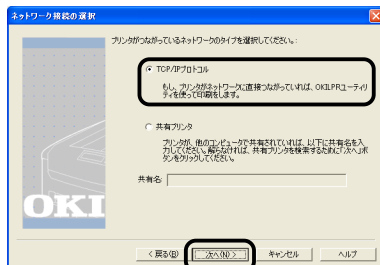 ネットワーク接続の選択
プリンタがつながっているネットワークのタイプを選択してください。:
TCP/IPプロトコル
もし、プリンタがネットワークに直接つながっていれば、OKILPRユーティリ
ティを使って印刷をします。
共有プリンタ
プリンタが、他のコンピュータで共有されていれば、以下に共有名を入
力してください。解らなければ、共有プリンタを検索するために「次へ」ボ
タンをクリックしてください。
共有名:
OKI
< 戻る(B)
次へ(N) >
キャンセル
ヘルプ